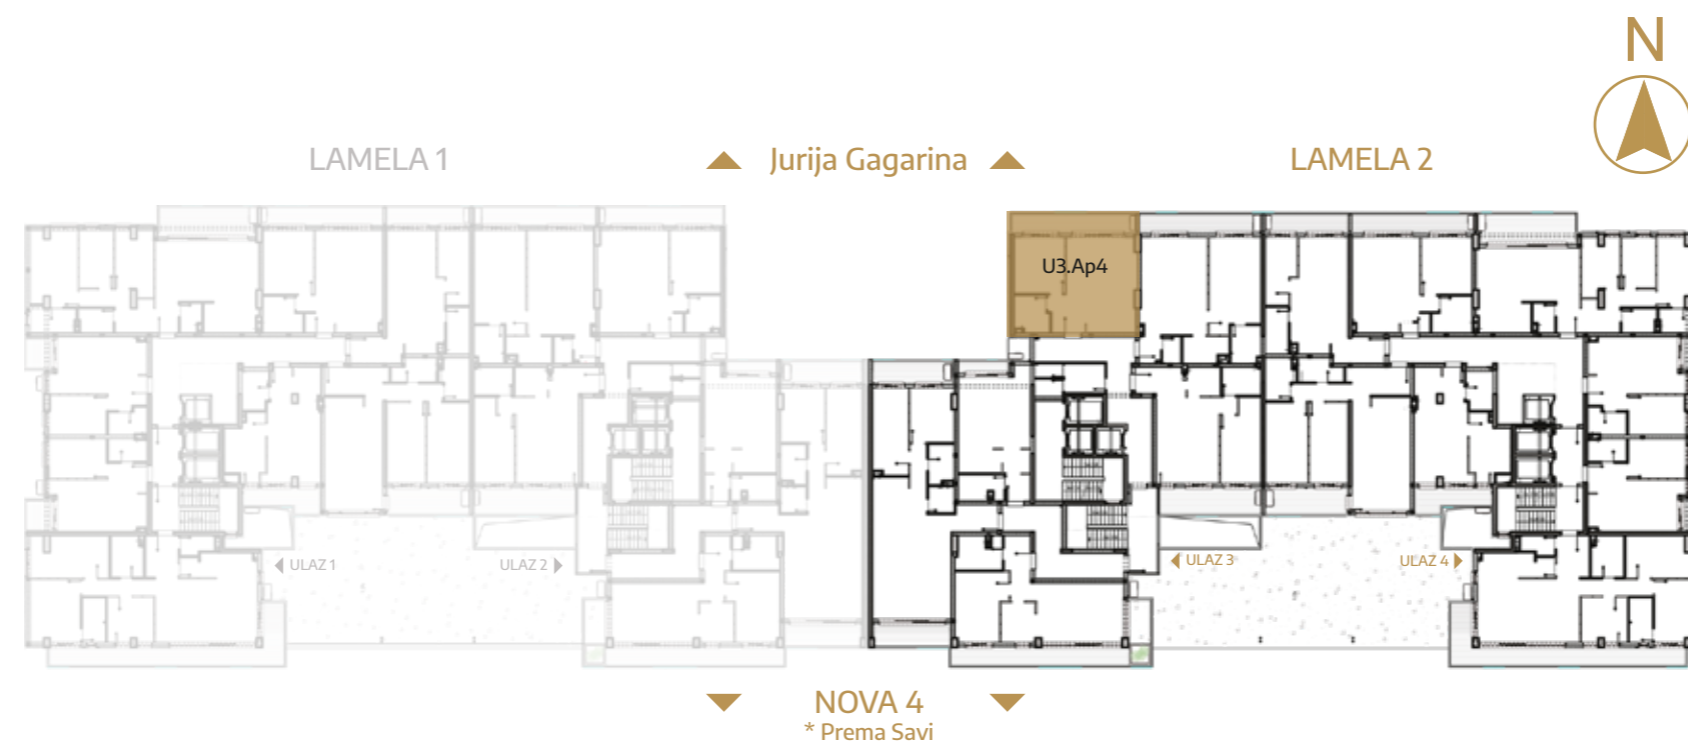 N
LAMELA 1
Jurija Gagarina
LAMELA 2
U3.Ap4
ULAZ 1
ULAZ 2
ULAZ 3
ULAZ 4
NOVA 4
* Prema Savi